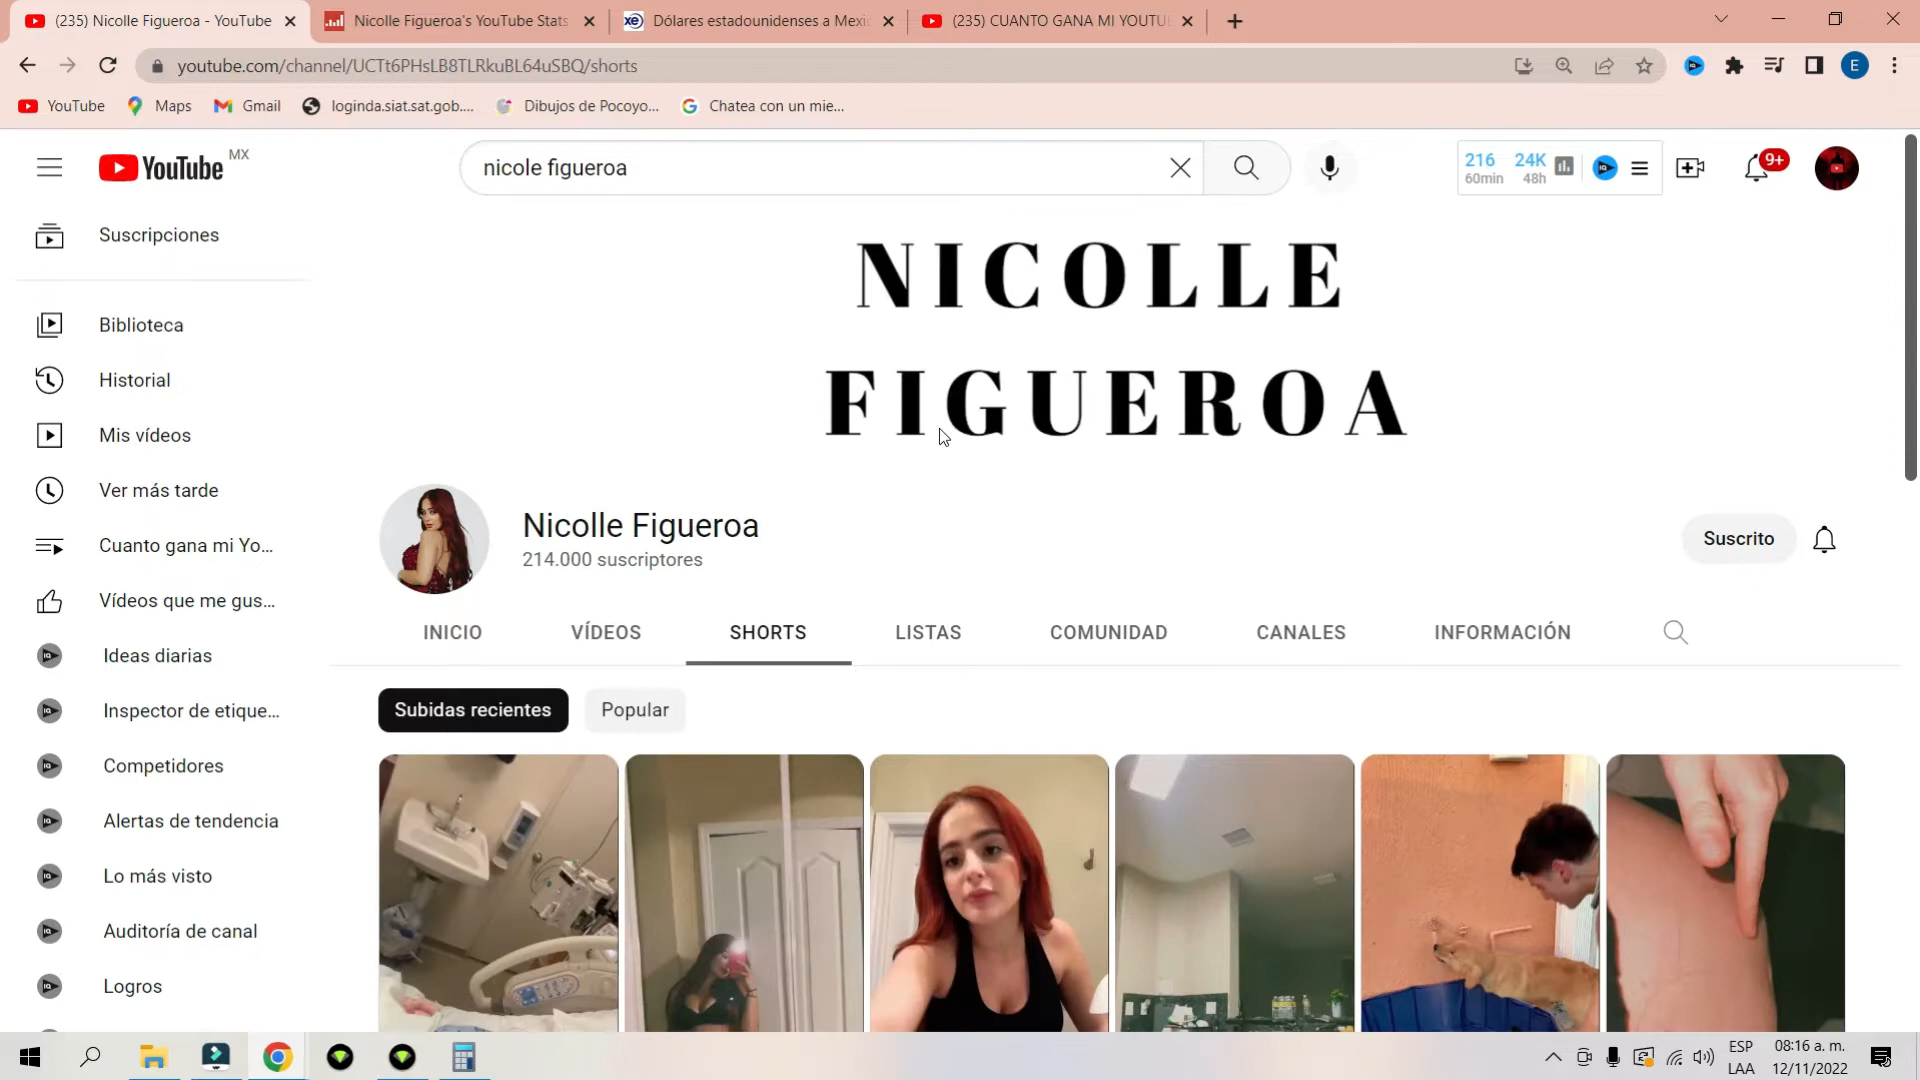 (235) Nicolle Figueroa - YouTube
Nicolle Figueroa's YouTube Stats
xe Dólares estadounidenses a Mexic
(235) CUANTO GANA MI YOUTU
youtube.com/channel/UCTt6PHsLB8TLRkuBL64uSBQ/shorts
E
YouTube
Maps
Gmail
loginda.siat.sat.gob....
Dibujos de Pocoyo...
Chatea con un mie...
YouTube MX
nicole figueroa
216 24K
60min 48h
9+
Suscripciones
Biblioteca
Historial
Mis vídeos
Ver más tarde
Cuanto gana mi Yo...
Vídeos que me gus...
Ideas diarias
Inspector de etique...
Competidores
Alertas de tendencia
Lo más visto
Auditoría de canal
Logros
NICOLLE
FIGUEROA
Nicolle Figueroa
214.000 suscriptores
Suscrito
INICIO VÍDEOS SHORTS LISTAS COMUNIDAD CANALES INFORMACIÓN
Subidas recientes Popular
ESP
LAA
08:16 a. m.
12/11/2022